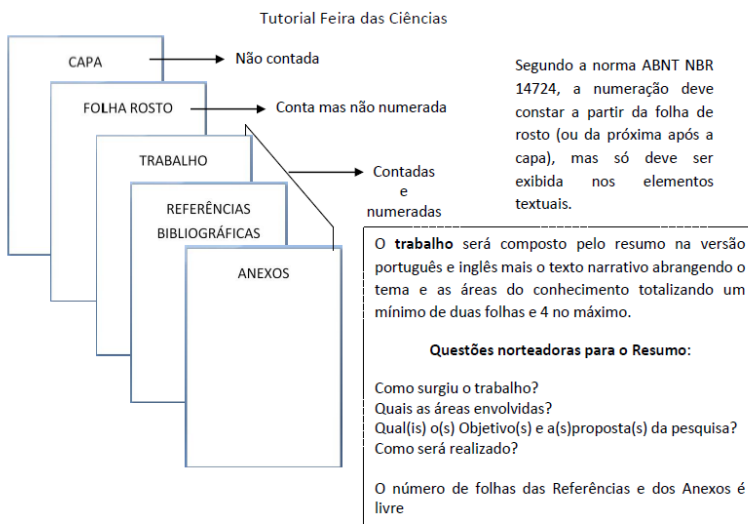 Tutorial Feira das Ciências
CAPA
Não contada
FOLHA ROSTO
Conta mas não numerada
TRABALHO
Contadas
e
numeradas
REFERÊNCIAS
BIBLIOGRÁFICAS
ANEXOS
Segundo a norma ABNT NBR
14724, a numeração deve
constar a partir da folha de
rosto (ou da próxima após a
capa), mas só deve ser
exibida nos elementos
textuais.
O trabalho será composto pelo resumo na versão
português e inglês mais o texto narrativo abrangendo o
tema e as áreas do conhecimento totalizando um
mínimo de duas folhas e 4 no máximo.
Questões norteadoras para o Resumo:
Como surgiu o trabalho?
Quais as áreas envolvidas?
Qual(is) o(s) Objetivo(s) e a(s)proposta(s) da pesquisa?
Como será realizado?
O número de folhas das Referências e dos Anexos é
livre